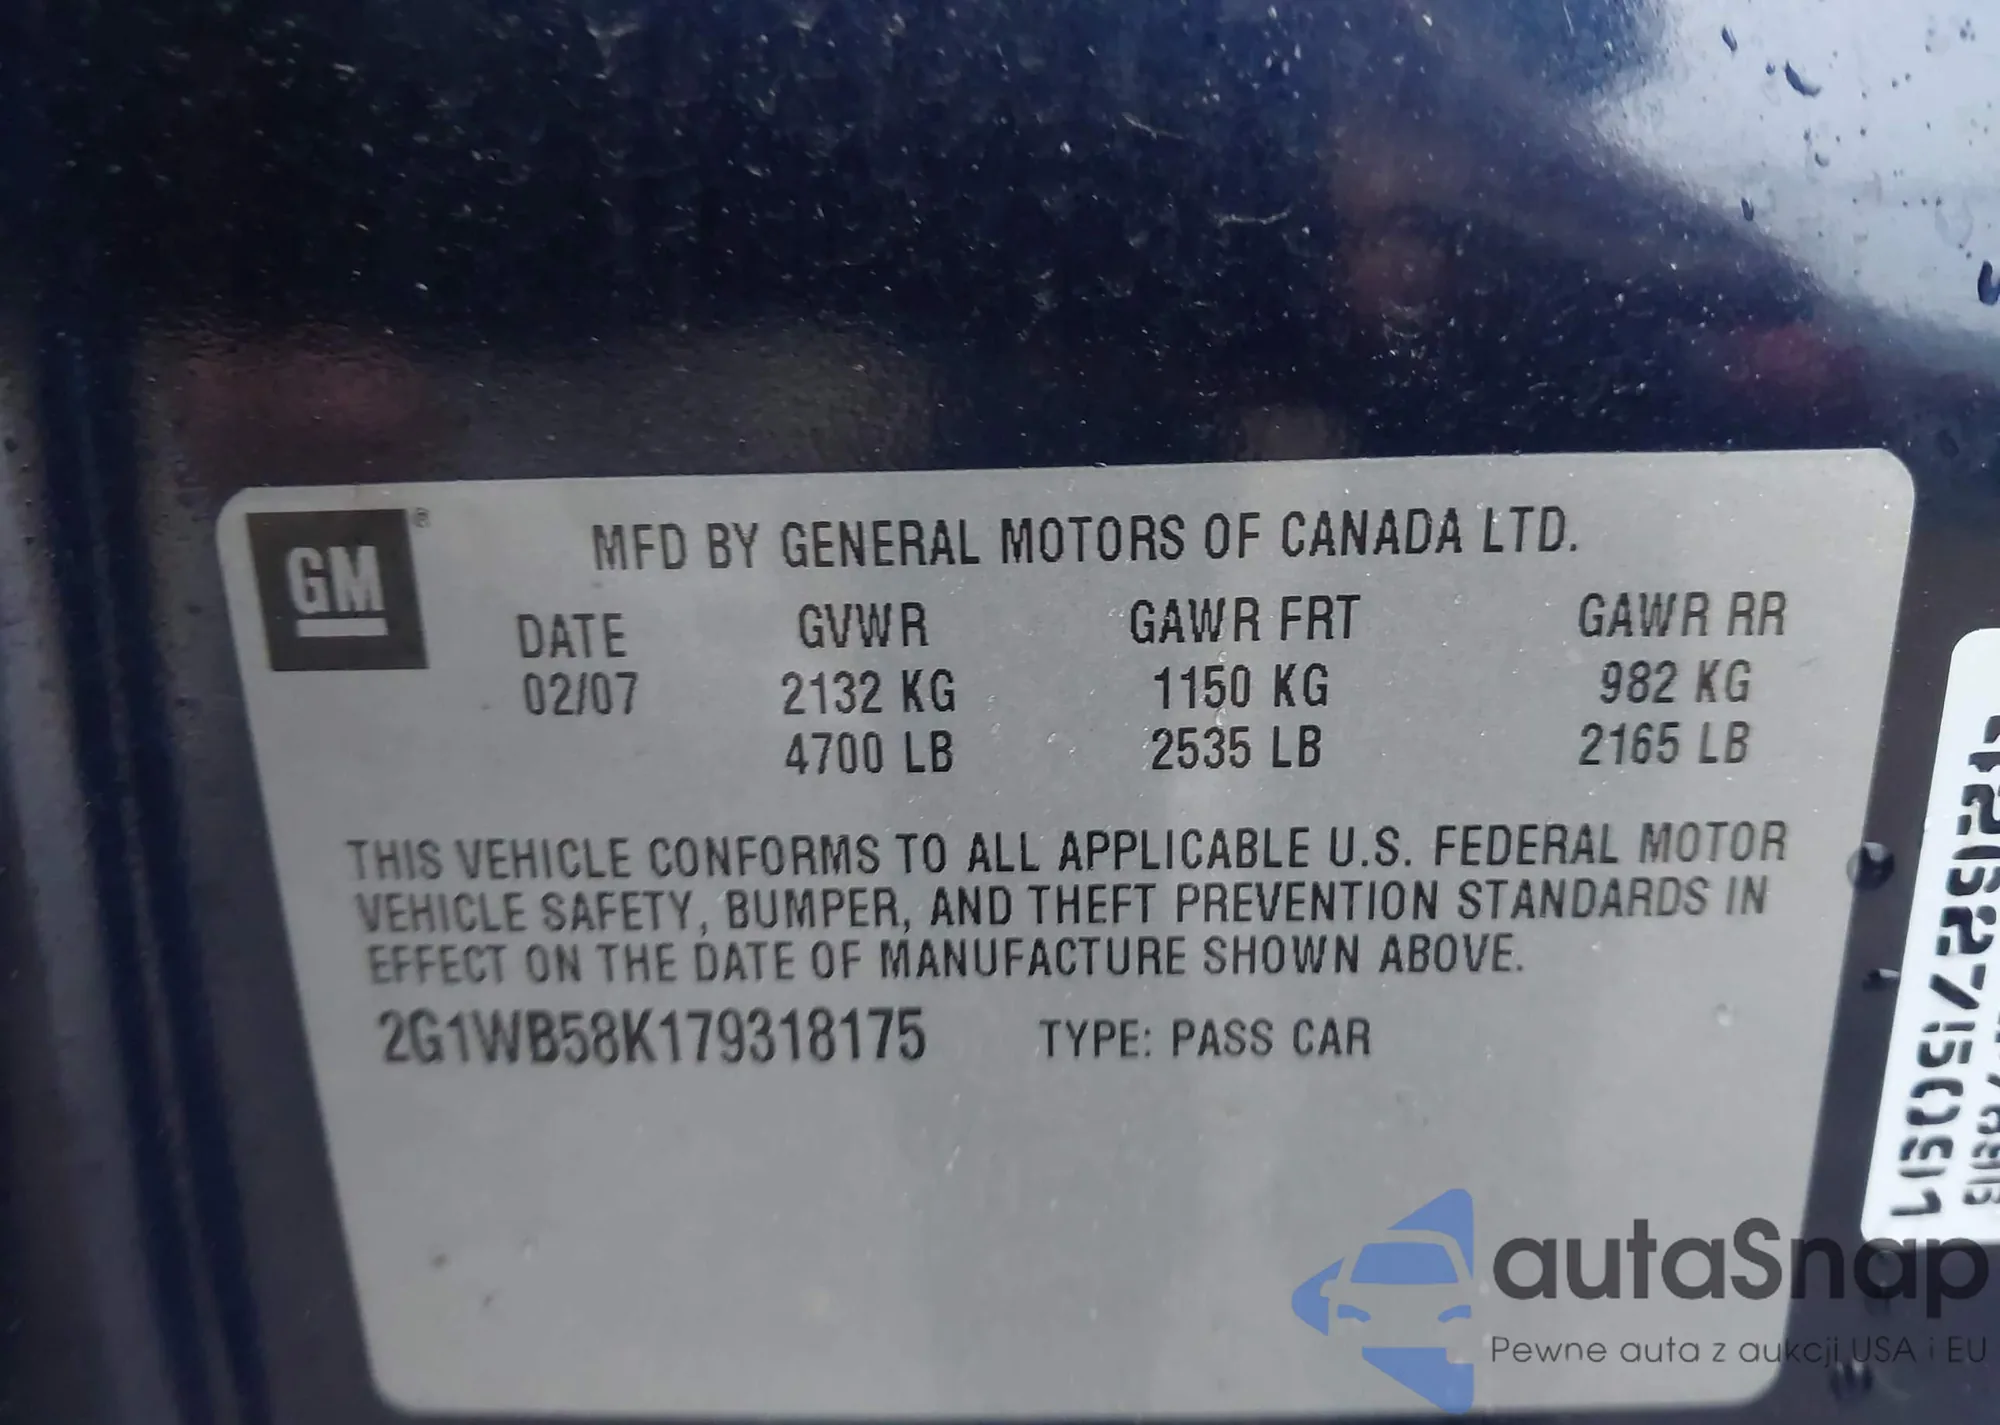 GM®
MFD BY GENERAL MOTORS OF CANADA LTD.
DATE GVWR GAWR FRT GAWR RR
02/07 2132 KG 1150 KG 982 KG
4700 LB 2535 LB 2165 LB
THIS VEHICLE CONFORMS TO ALL APPLICABLE U.S. FEDERAL MOTOR
VEHICLE SAFETY, BUMPER, AND THEFT PREVENTION STANDARDS IN
EFFECT ON THE DATE OF MANUFACTURE SHOWN ABOVE.
2G1WB58K179318175 TYPE: PASS CAR
autaSnap
Pewne auta z aukcji USA i EU